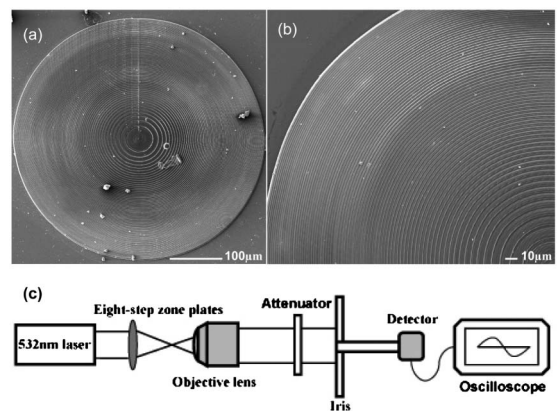 (a)
(b)
100µm
10µm
(c)
Eight-step zone plates
Attenuator
Detector
532nm laser
Objective lens
Iris
Oscilloscope